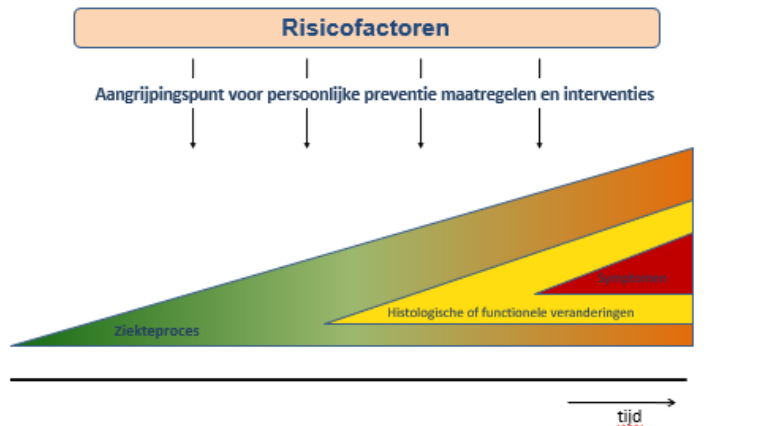 Risicofactoren
Aangrijpingspunt voor persoonlijke preventie maatregelen en interventies
Symptomen
Histologische of functionele veranderingen
Ziekteproces
tijd